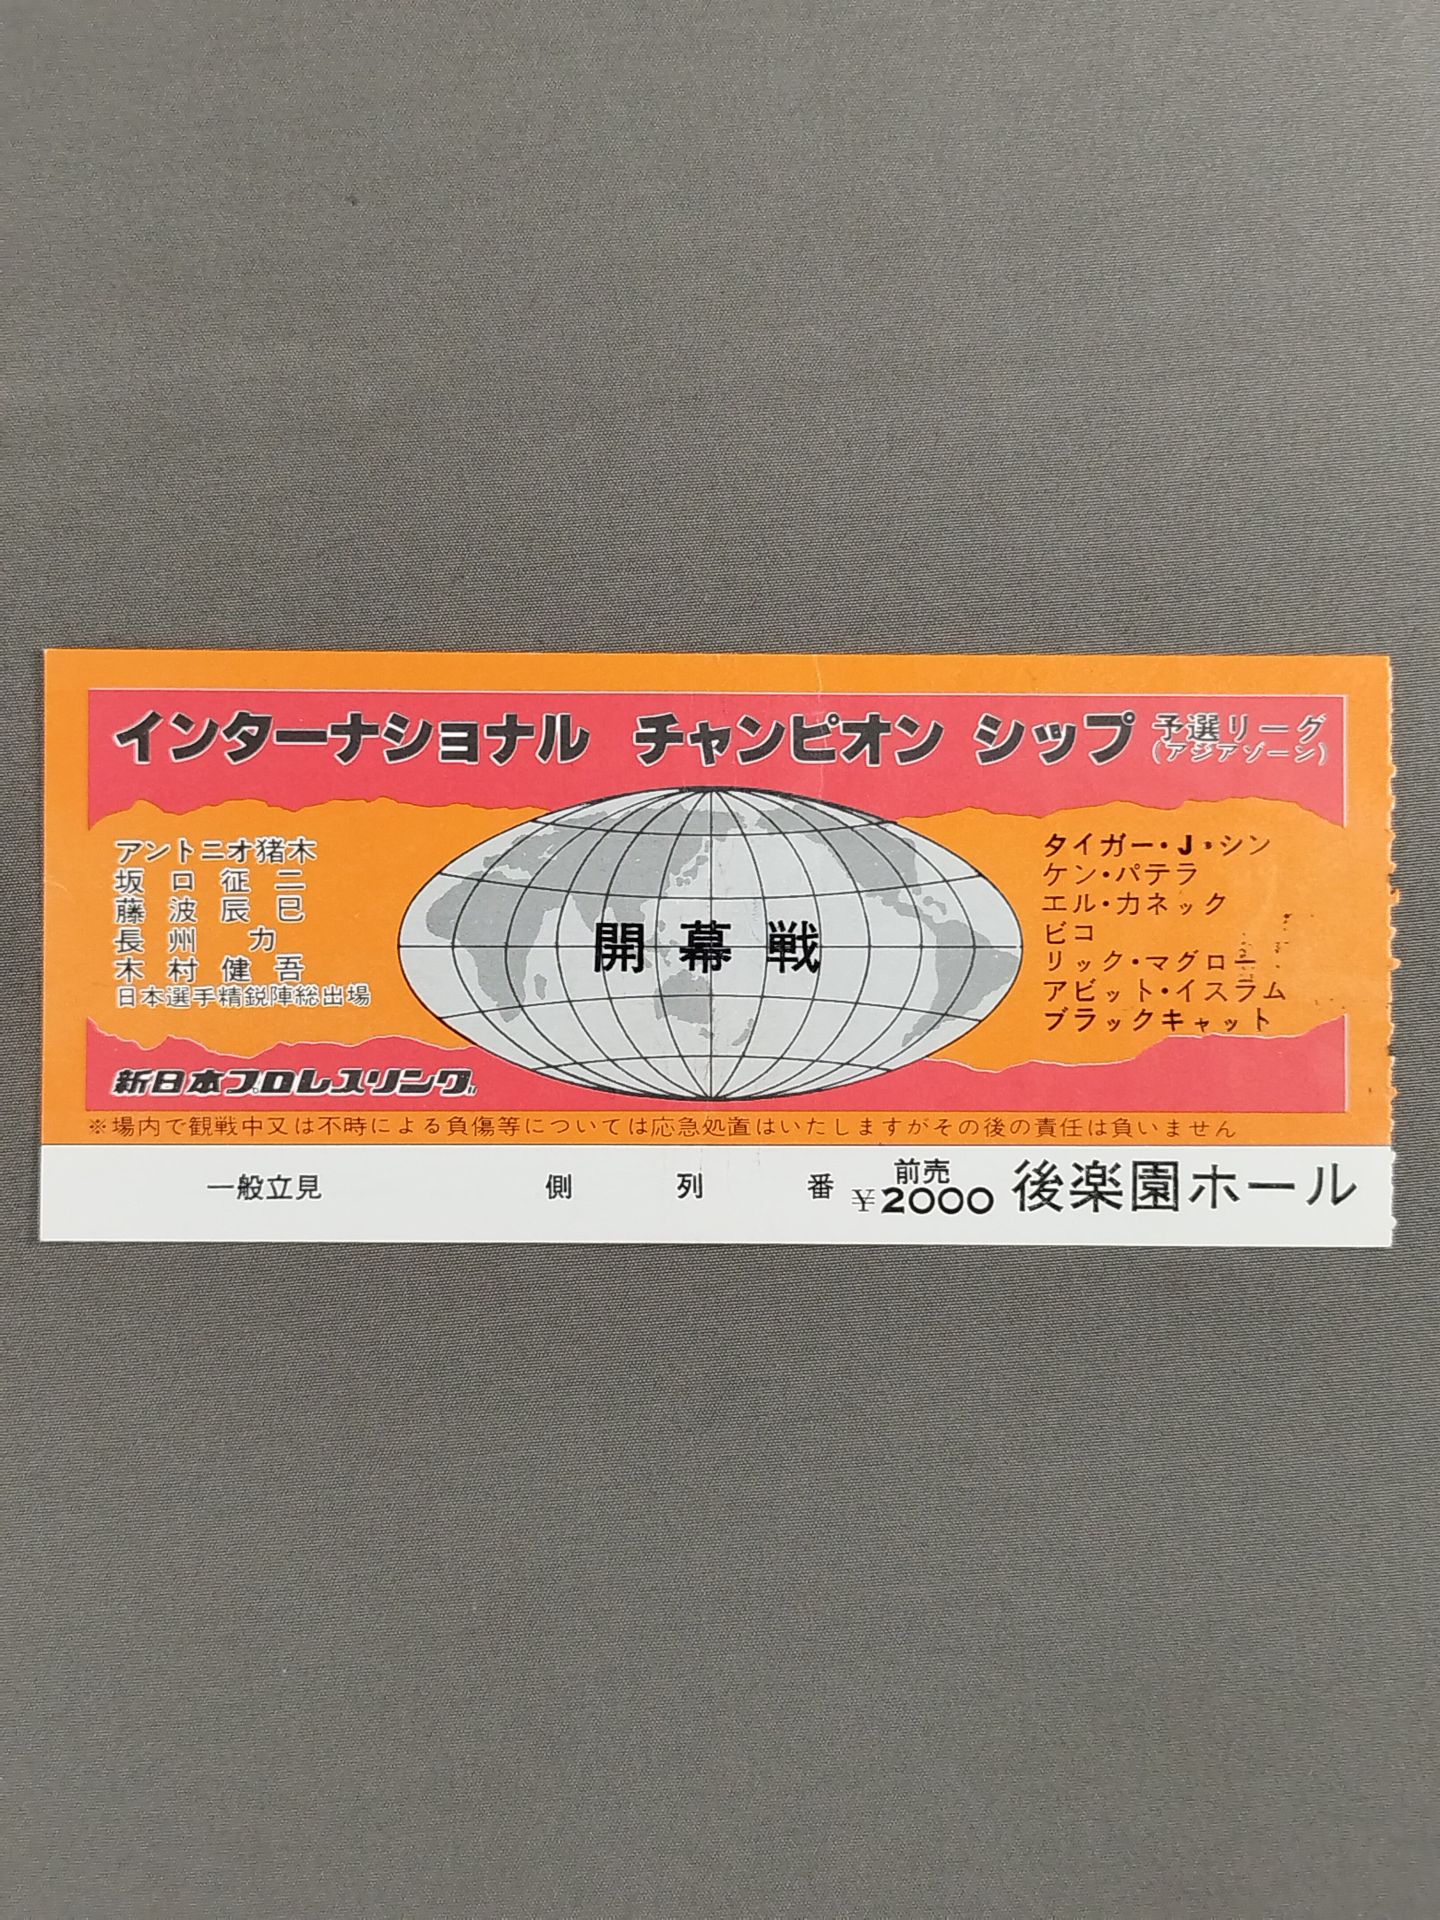 インターナショナル チャンピオン シップ 予選リーグ
(アジアゾーン)
アントニオ猪木
坂口征二
藤波辰巳
長州 力
木村健吾
日本選手精鋭陣総出場
開幕戦
タイガー・J・シン
ケン・パテラ
エル・カネック
ビコ
リック・マグロー
アビット・イスラム
ブラックキャット
新日本プロレスリング
※場内で観戦中又は不時による負傷等については応急処置はいたしますがその後の責任は負いません
一般立見 側 列 番 前売 ¥2000 後楽園ホール